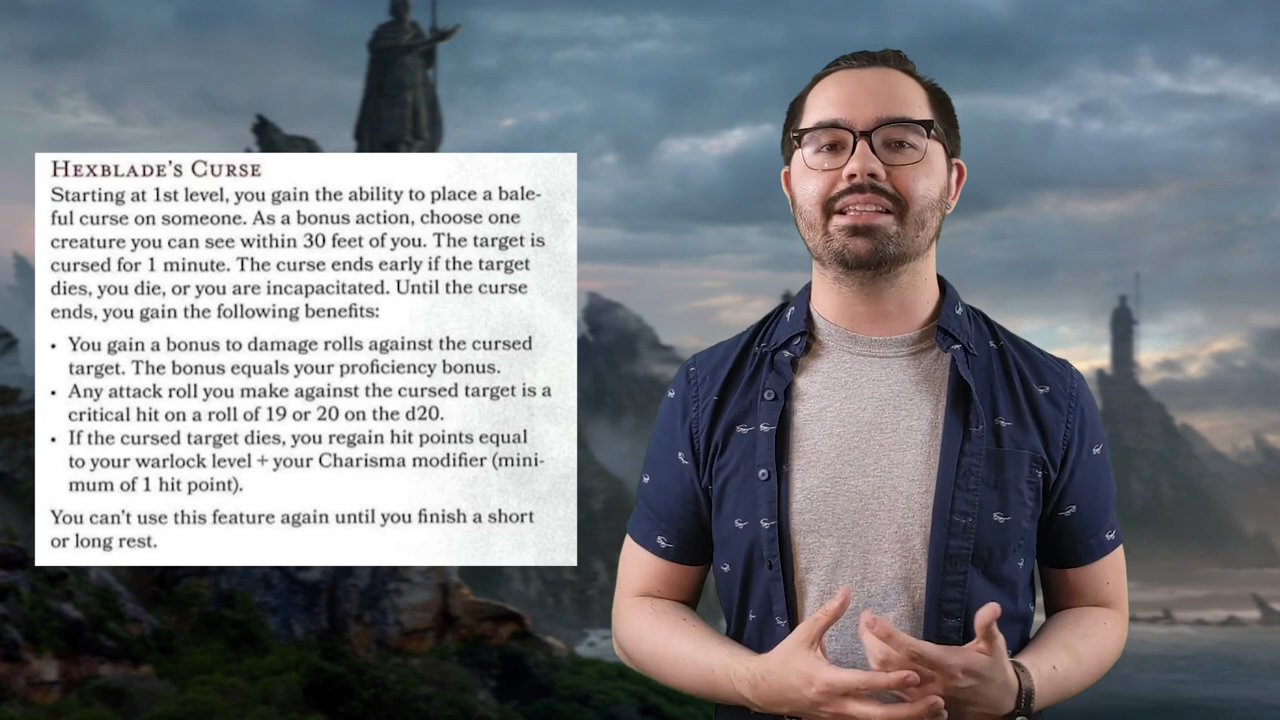 HEXBLADE'S CURSE
Starting at 1st level, you gain the ability to place a bale-
ful curse on someone. As a bonus action, choose one
creature you can see within 30 feet of you. The target is
cursed for 1 minute. The curse ends early if the target
dies, you die, or you are incapacitated. Until the curse
ends, you gain the following benefits:
• You gain a bonus to damage rolls against the cursed
target. The bonus equals your proficiency bonus.
• Any attack roll you make against the cursed target is a
critical hit on a roll of 19 or 20 on the d20.
• If the cursed target dies, you regain hit points equal
to your warlock level + your Charisma modifier (mini-
mum of 1 hit point).
You can't use this feature again until you finish a short
or long rest.